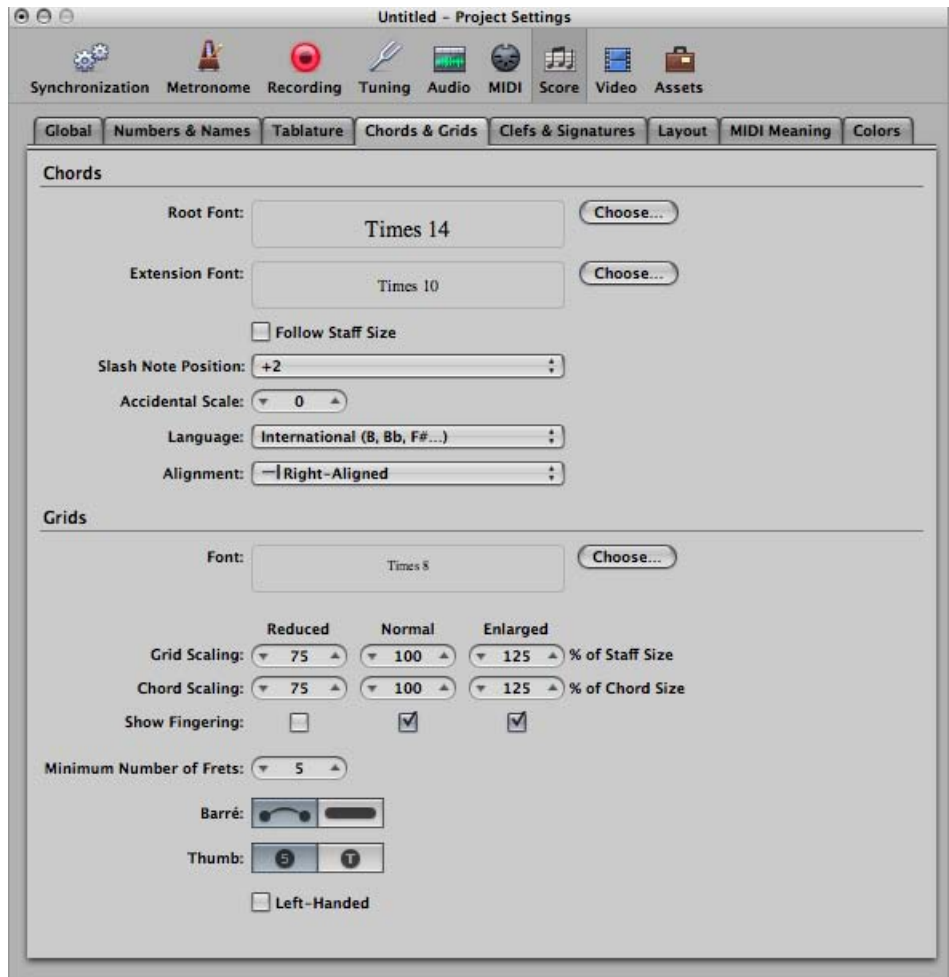 Untitled – Project Settings
Synchronization Metronome Recording Tuning Audio MIDI Score Video Assets
Global Numbers & Names Tablature Chords & Grids Clefs & Signatures Layout MIDI Meaning Colors
Chords
Root Font: Times 14 Choose...
Extension Font: Times 10 Choose...
Follow Staff Size
Slash Note Position: +2
Accidental Scale: 0
Language: International (B, Bb, F#...)
Alignment: Right-Aligned
Grids
Font: Times 8 Choose...
Reduced Normal Enlarged
Grid Scaling: 75 100 125 % of Staff Size
Chord Scaling: 75 100 125 % of Chord Size
Show Fingering:
Minimum Number of Frets: 5
Barré:
Thumb: 5 T
Left-Handed